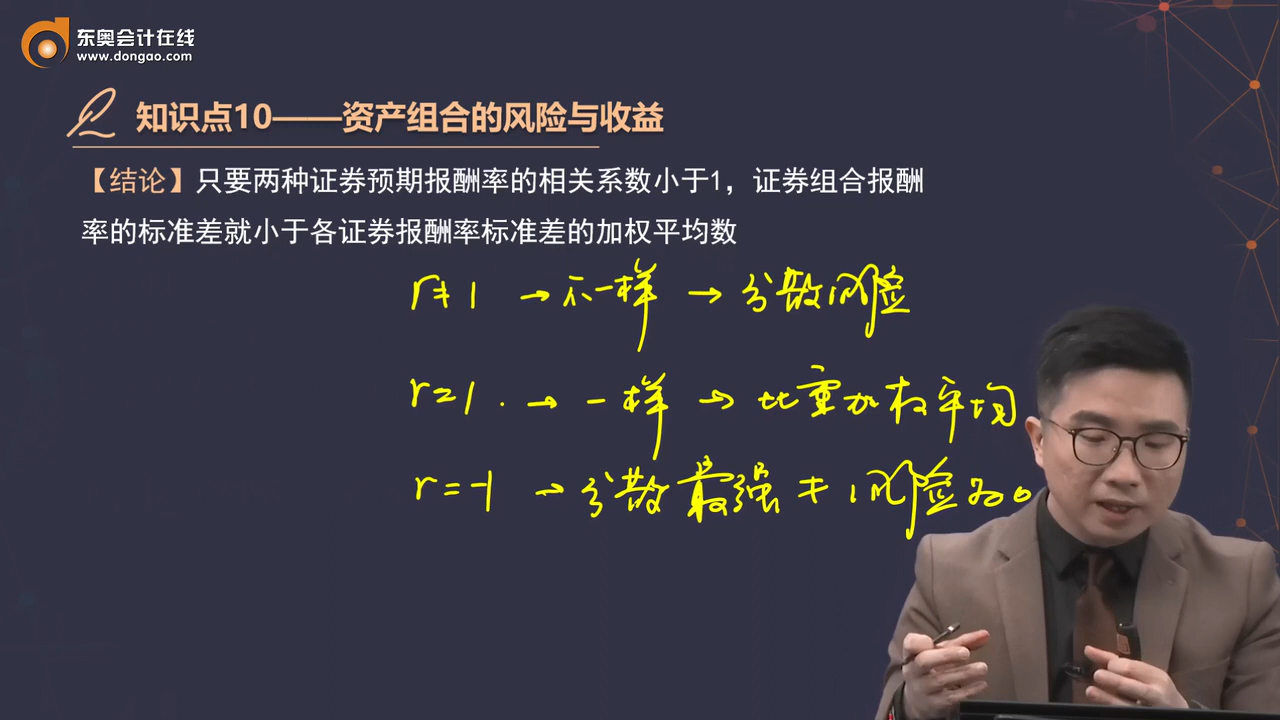 东奥会计在线
www.dongao.com
知识点10——资产组合的风险与收益
【结论】只要两种证券预期报酬率的相关系数小于1，证券组合报酬
率的标准差就小于各证券报酬率标准差的加权平均数
r≠1 → 不一样 → 分散风险
r=1. → 一样 → 比重加权平均
r=-1 → 分散最强 ≠ 风险为0